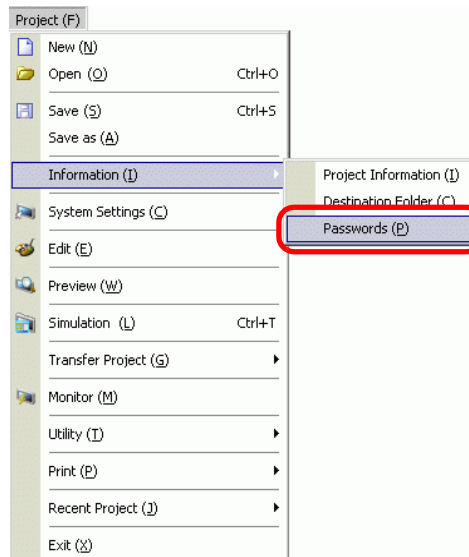 Project (F)
New (N)
Open (O) Ctrl+O
Save (S) Ctrl+S
Save as (A)
Information (I)
Project Information (I)
Destination Folder (C)
Passwords (P)
System Settings (C)
Edit (E)
Preview (W)
Simulation (L) Ctrl+T
Transfer Project (G)
Monitor (M)
Utility (T)
Print (P)
Recent Project (J)
Exit (X)